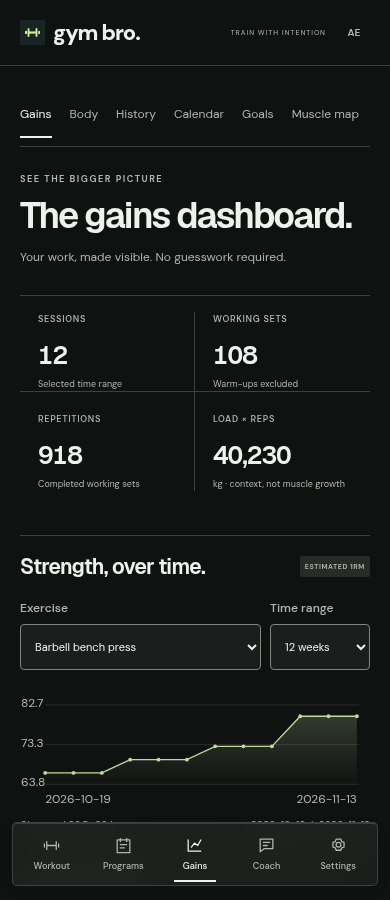 gym bro.
TRAIN WITH INTENTION
AE
Gains Body History Calendar Goals Muscle map
SEE THE BIGGER PICTURE
The gains dashboard.
Your work, made visible. No guesswork required.
SESSIONS
12
Selected time range
WORKING SETS
108
Warm-ups excluded
REPETITIONS
918
Completed working sets
LOAD × REPS
40,230
kg · context, not muscle growth
Strength, over time.
ESTIMATED 1RM
Exercise
Barbell bench press
Time range
12 weeks
82.7
73.3
63.8
2026-10-19
2026-11-13
Workout
Programs
Gains
Coach
Settings